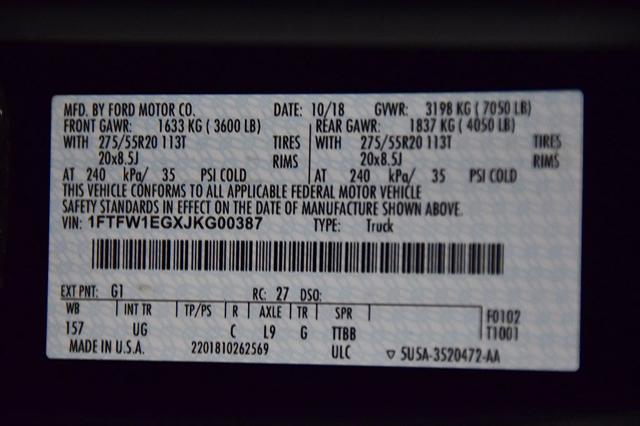 MFD. BY FORD MOTOR CO. DATE: 10/18 GVWR: 3198 KG ( 7050 LB)
FRONT GAWR: 1633 KG ( 3600 LB) REAR GAWR: 1837 KG ( 4050 LB)
WITH 275/55R20 113T TIRES WITH 275/55R20 113T TIRES
20x8.5J RIMS 20x8.5J RIMS
AT 240 kPa/ 35 PSI COLD AT 240 kPa/ 35 PSI COLD
THIS VEHICLE CONFORMS TO ALL APPLICABLE FEDERAL MOTOR VEHICLE
SAFETY STANDARDS IN EFFECT ON THE DATE OF MANUFACTURE SHOWN ABOVE.
VIN: 1FTFW1EGXJKG00387 TYPE: Truck
EXT PNT: G1 RC: 27 DSO:
WB INT TR TP/PS R AXLE TR SPR F0102
157 UG C L9 G TTBB T1001
MADE IN U.S.A. 2201810262569 ULC ▽ 5U5A-3520472-AA